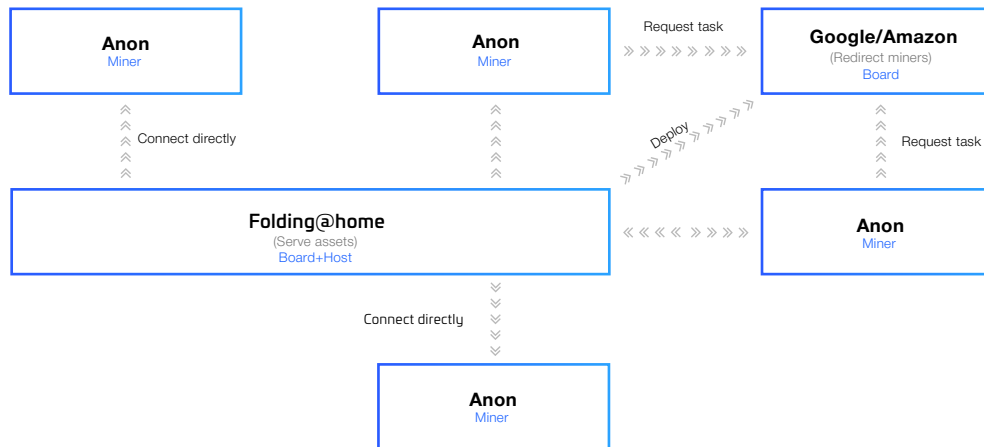 Anon
Miner
Anon
Miner
Request task
Google/Amazon
(Redirect miners)
Board
Connect directly
Deploy
Request task
Folding@home
(Serve assets)
Board+Host
Anon
Miner
Connect directly
Anon
Miner